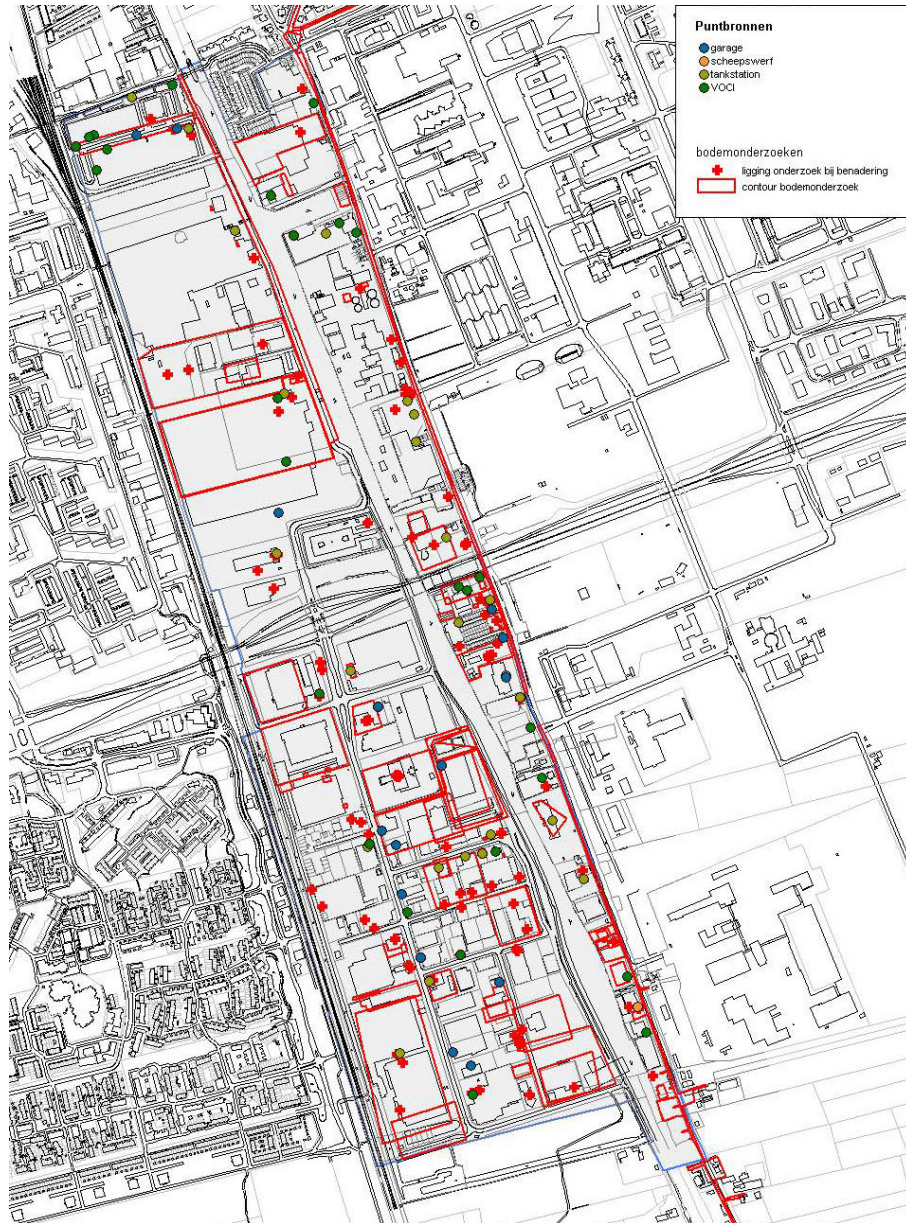 Puntbronnen
garage
scheepswerf
tankstation
VOCl
bodemonderzoeken
ligging onderzoek bij benadering
contour bodemonderzoek